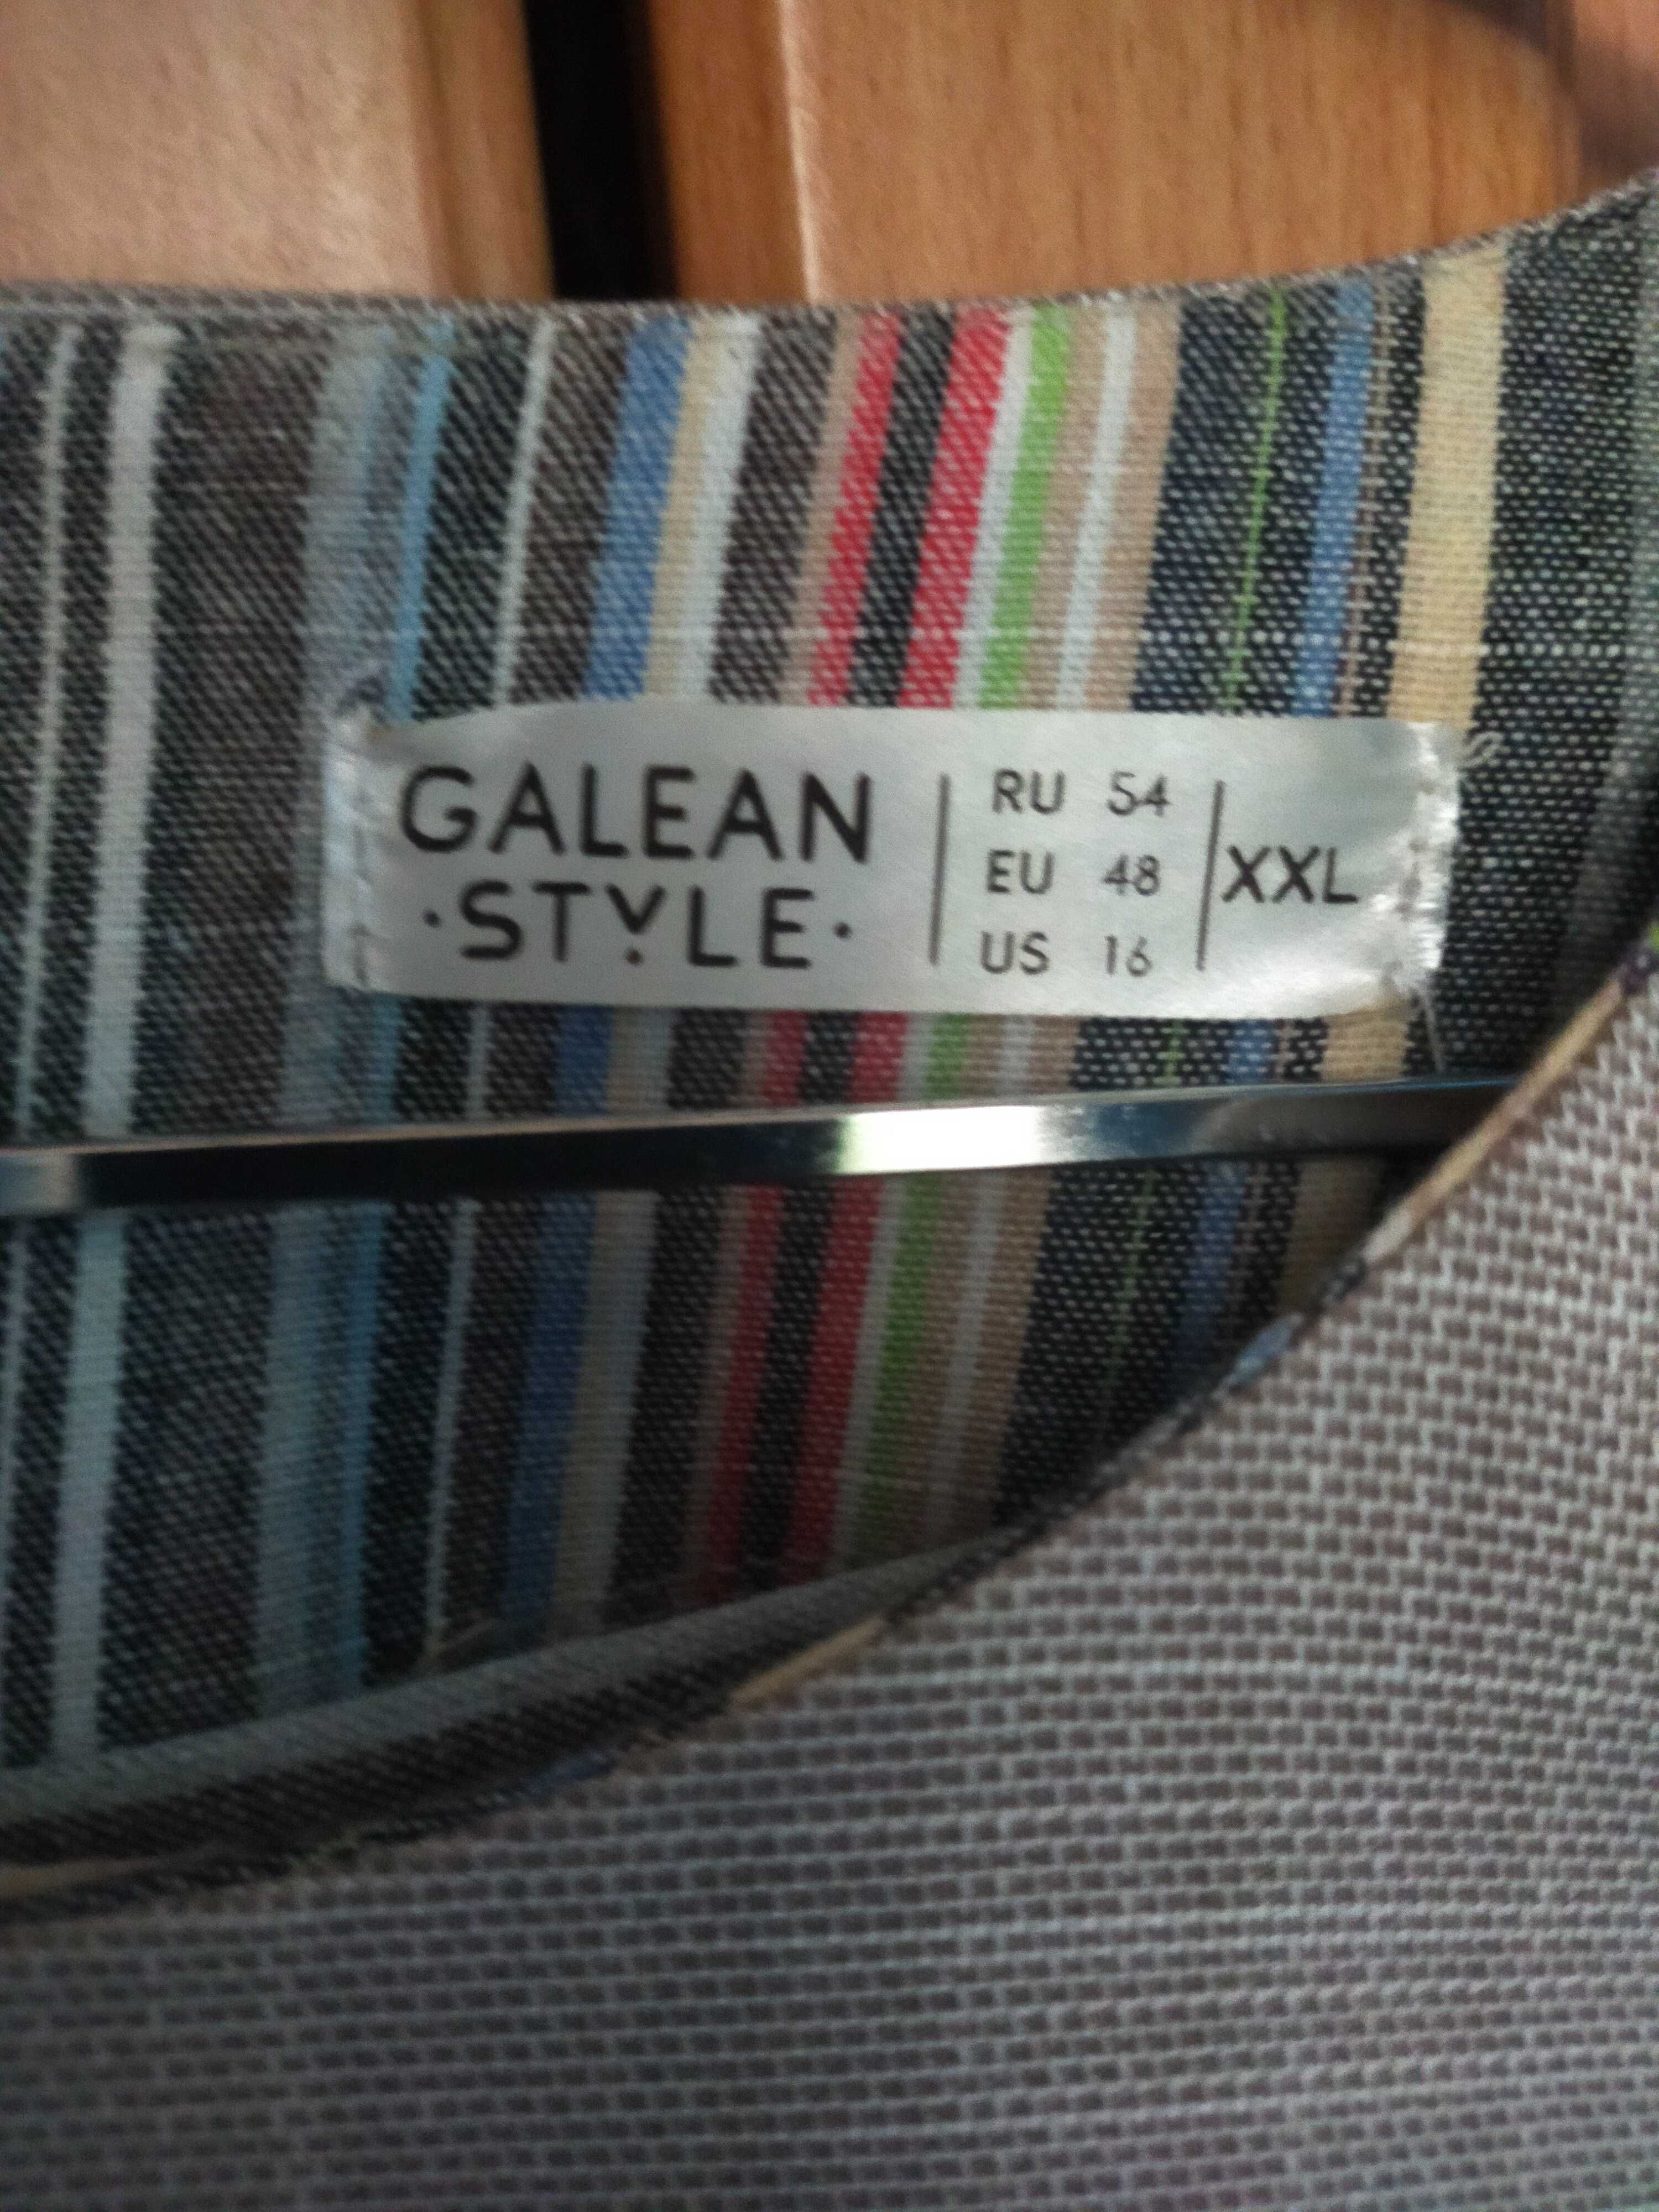 GALEAN
·STYLE·
RU 54
EU 48
US 16
XXL